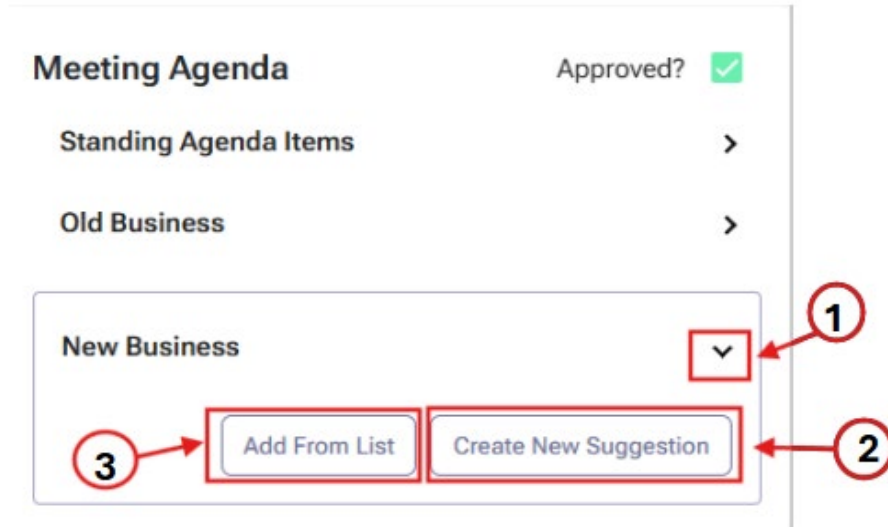 Meeting Agenda Approved?
Standing Agenda Items
Old Business
1
New Business
3 Add From List Create New Suggestion 2